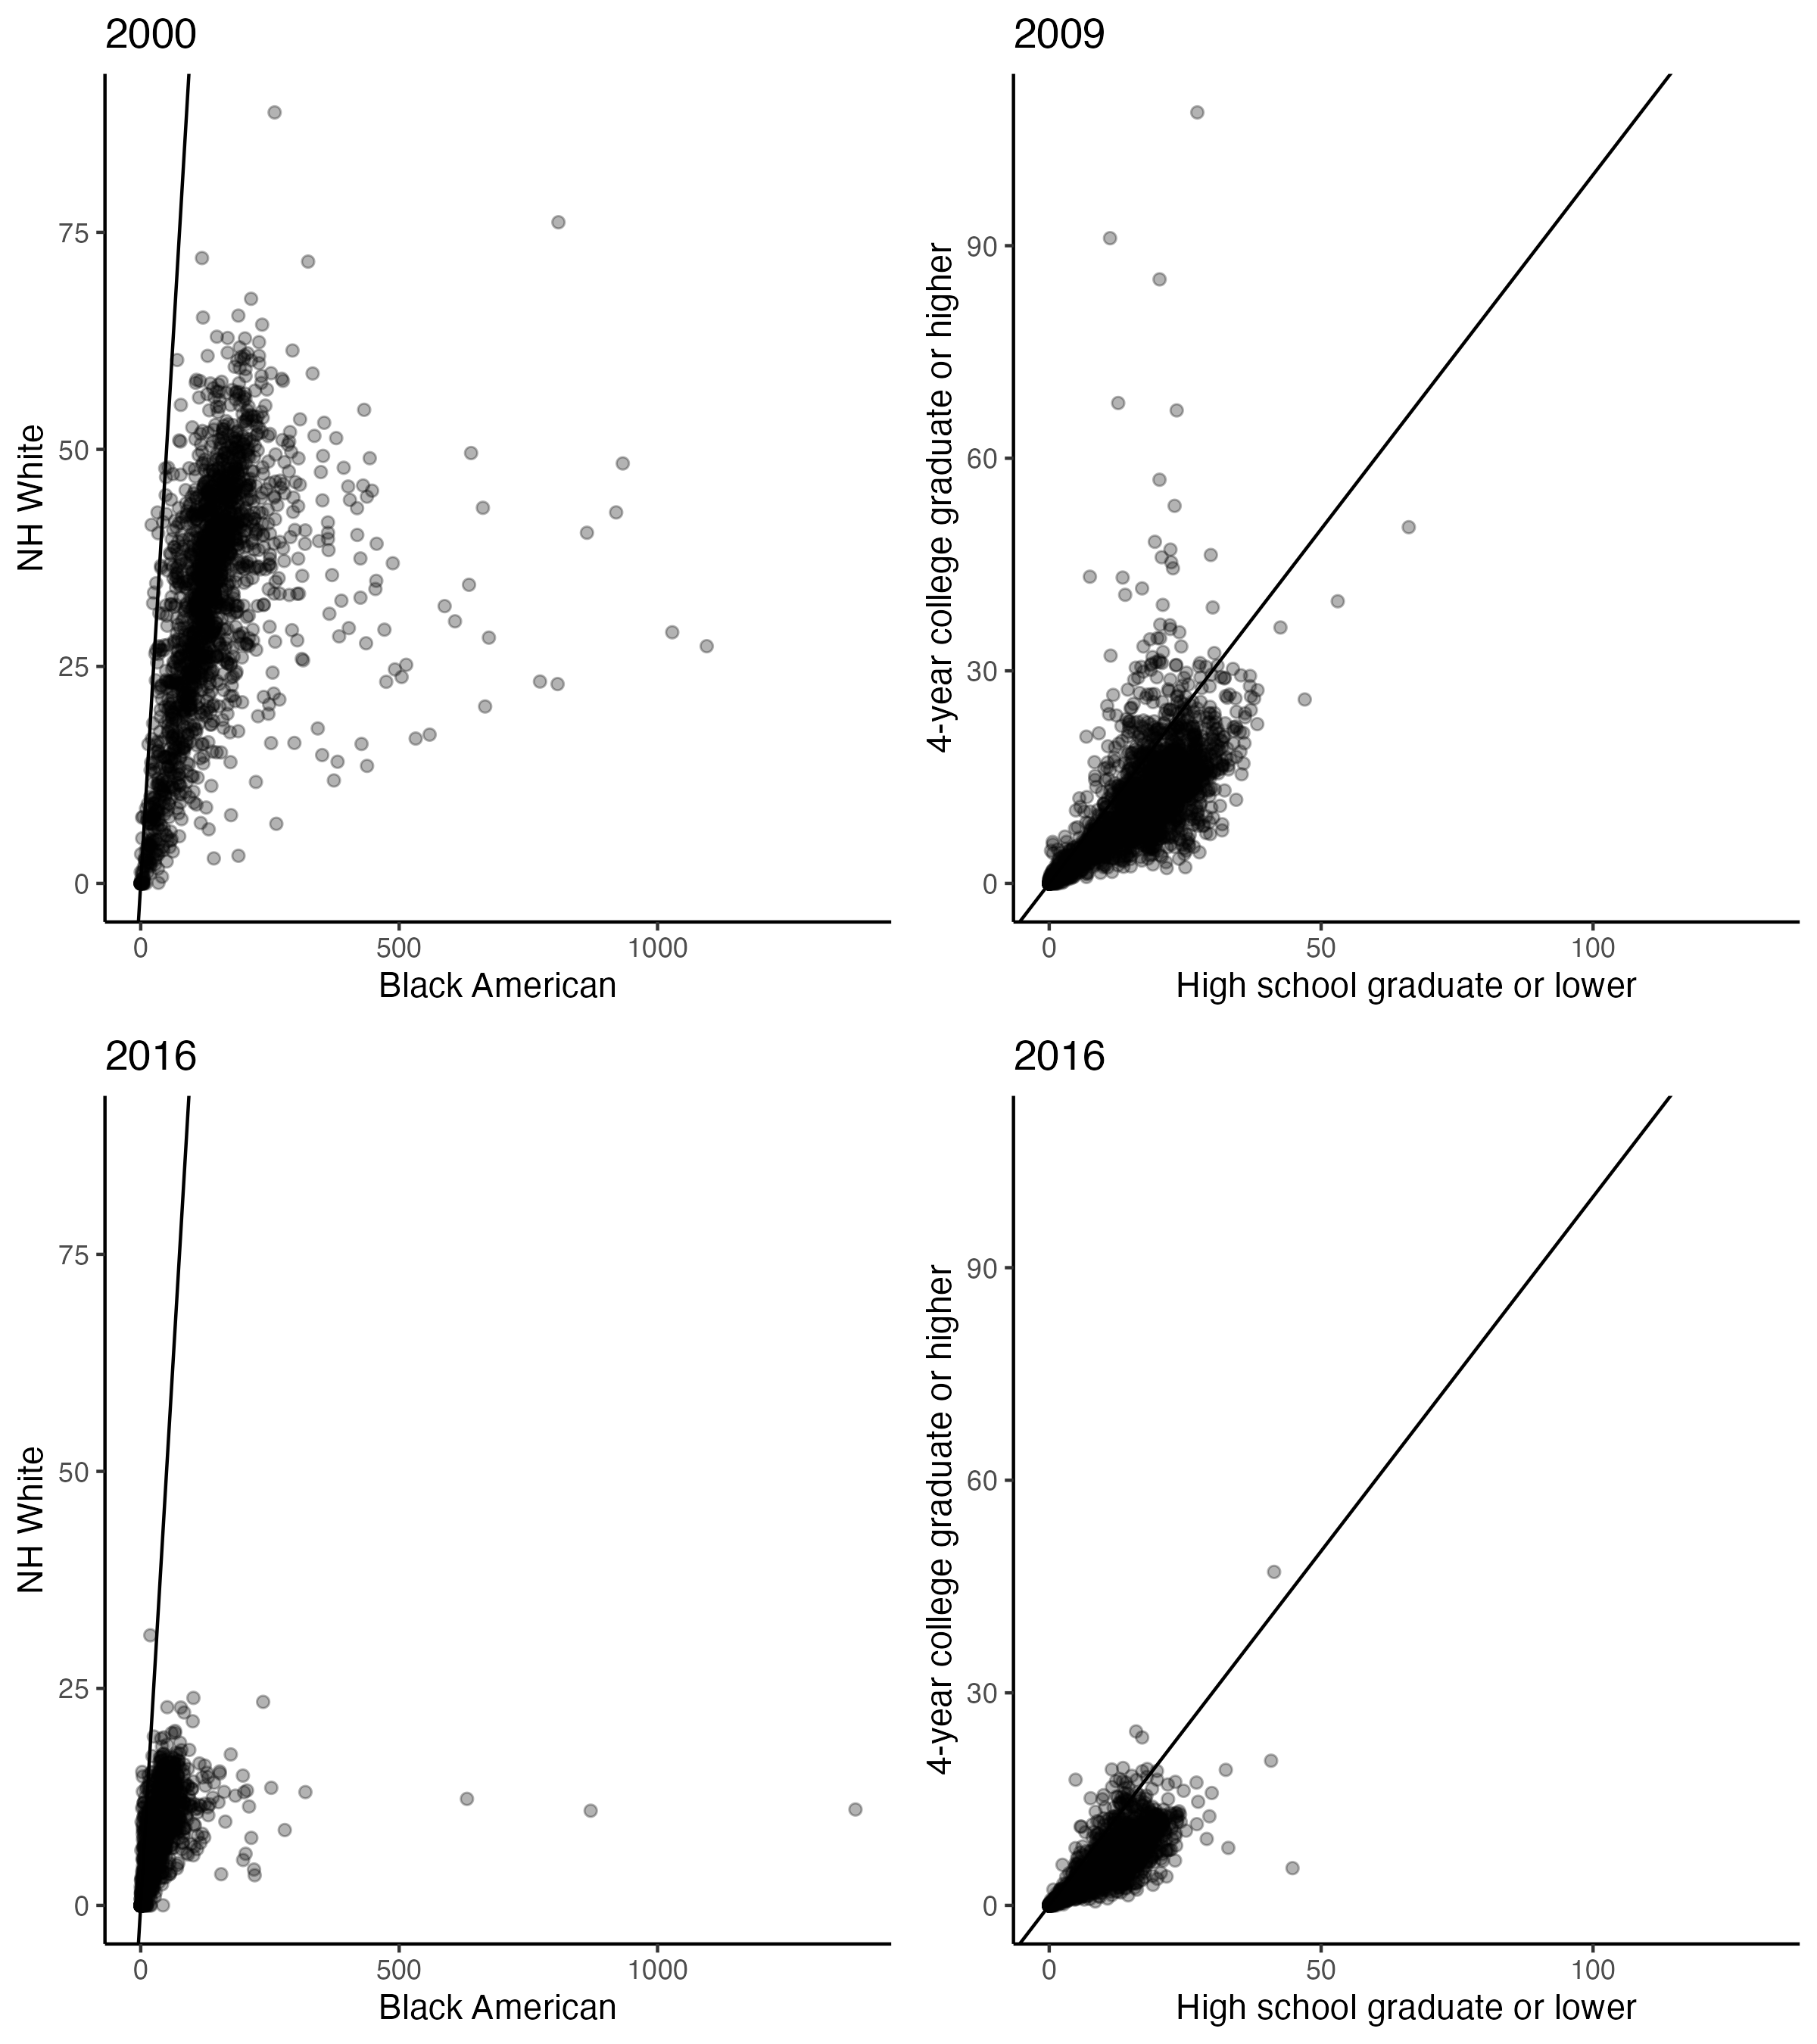 2000
NH White
75
50
25
0
0 500 1000
Black American
2009
4-year college graduate or higher
90
60
30
0
0 50 100
High school graduate or lower
2016
NH White
75
50
25
0
0 500 1000
Black American
2016
4-year college graduate or higher
90
60
30
0
0 50 100
High school graduate or lower